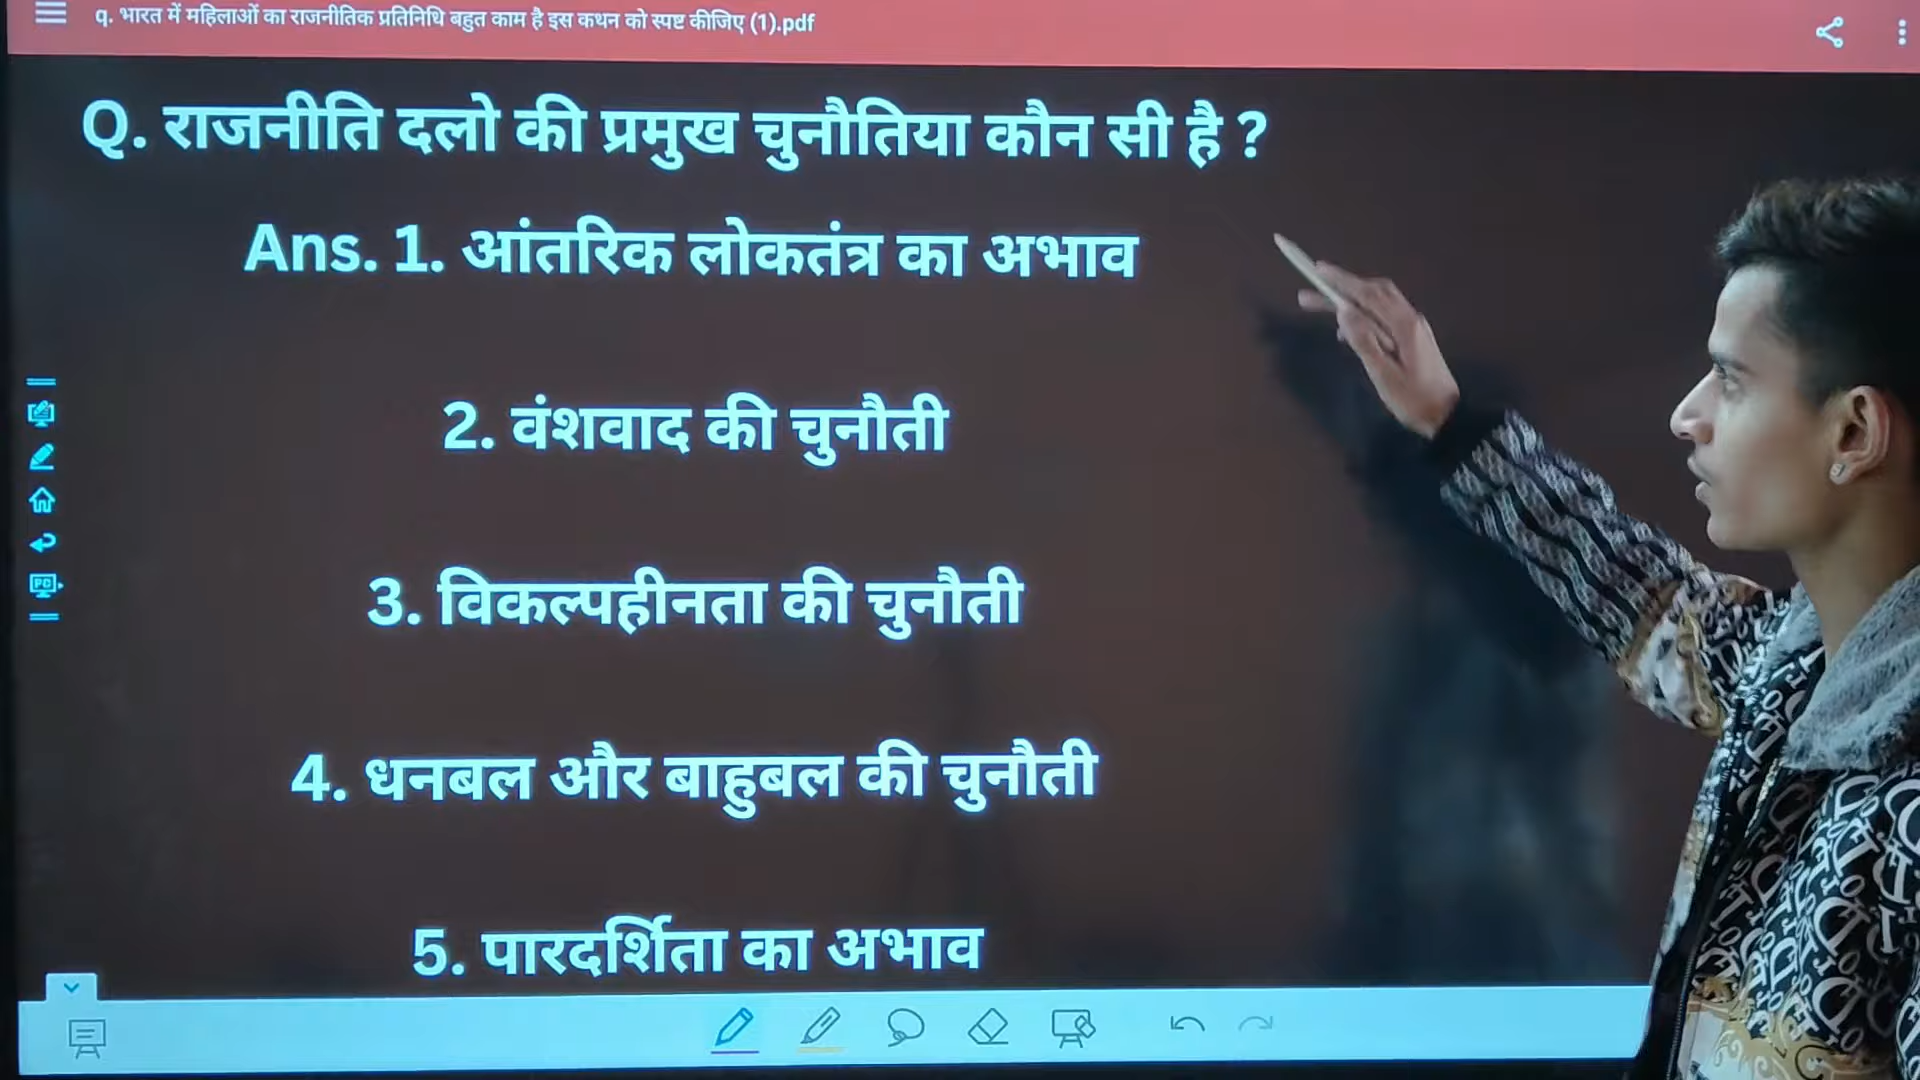 q. भारत में महिलाओं का राजनीतिक प्रतिनिधि बहुत काम है इस कथन को स्पष्ट कीजिए (1).pdf
Q. राजनीति दलो की प्रमुख चुनौतिया कौन सी है ?
Ans. 1. आंतरिक लोकतंत्र का अभाव
2. वंशवाद की चुनौती
3. विकल्पहीनता की चुनौती
4. धनबल और बाहुबल की चुनौती
5. पारदर्शिता का अभाव
PC